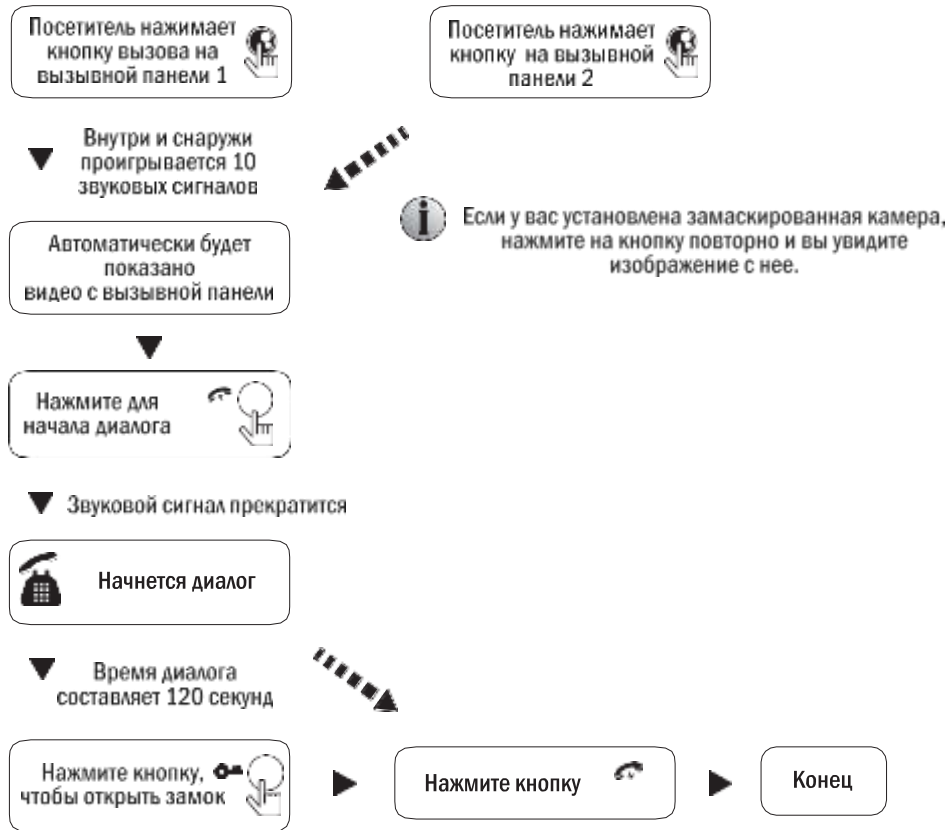 Посетитель нажимает
кнопку вызова на
вызывной панели 1
Посетитель нажимает
кнопку на вызывной
панели 2
Внутри и снаружи
проигрывается 10
звуковых сигналов
Если у вас установлена замаскированная камера,
нажмите на кнопку повторно и вы увидите
изображение с нее.
Автоматически будет
показано
видео с вызывной панели
Нажмите для
начала диалога
Звуковой сигнал прекратится
Начнется диалог
Время диалога
составляет 120 секунд
Нажмите кнопку,
чтобы открыть замок
Нажмите кнопку
Конец